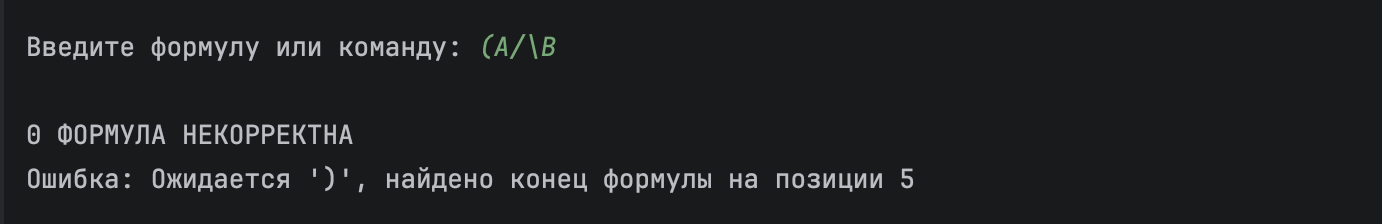 Введите формулу или команду: (A/\B
0 ФОРМУЛА НЕКОРРЕКТНА
Ошибка: Ожидается ')', найдено конец формулы на позиции 5